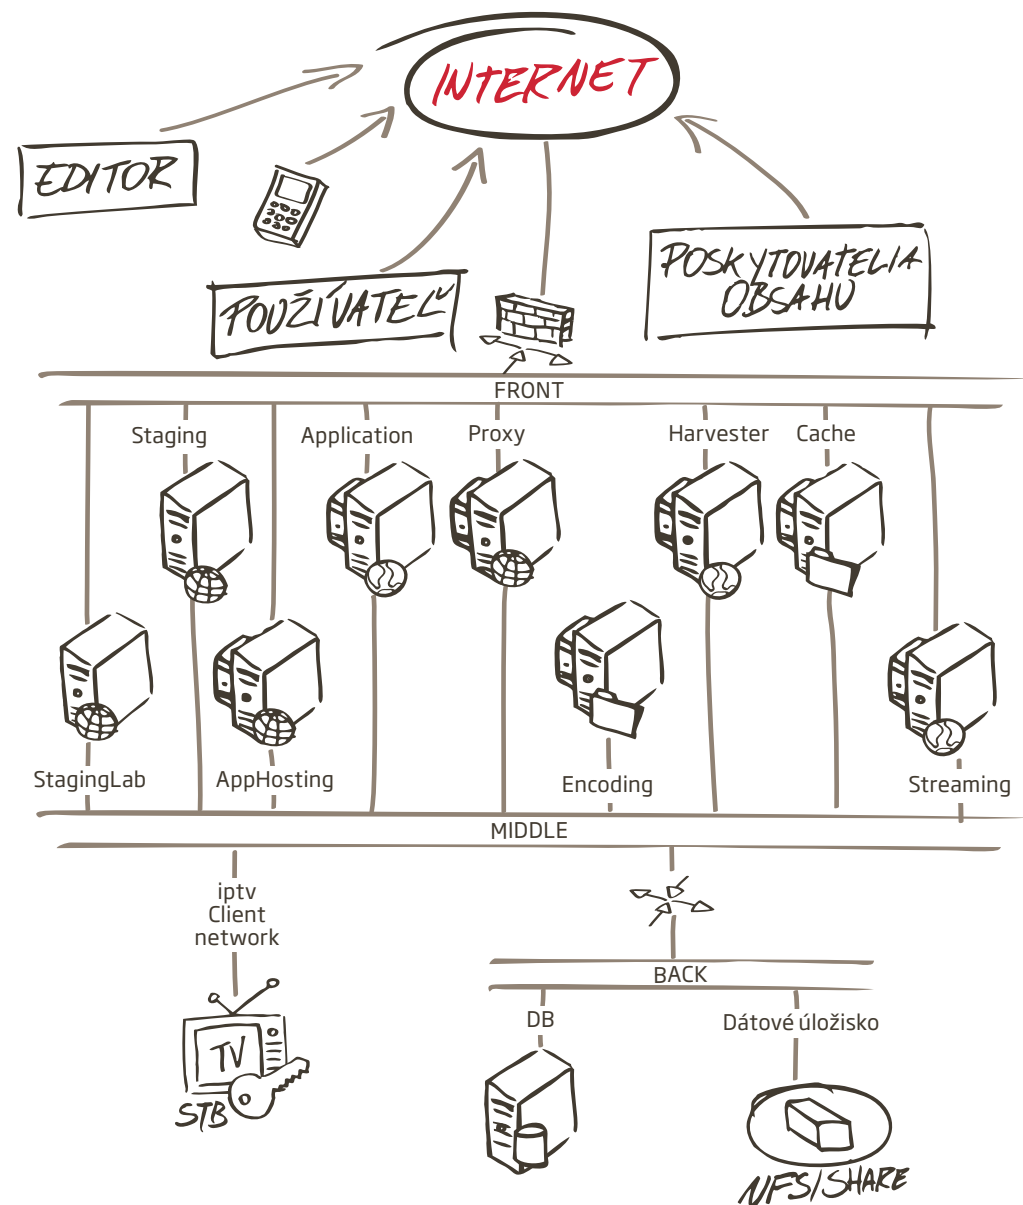 INTERNET
EDITOR
POUŽÍVATEĽ
POSKYTOVATELIA
OBSAHU
FRONT
Staging
Application
Proxy
Harvester
Cache
StagingLab
AppHosting
Encoding
Streaming
MIDDLE
iptv
Client
network
BACK
DB
Dátové úložisko
TV
STB
NFS/SHARE